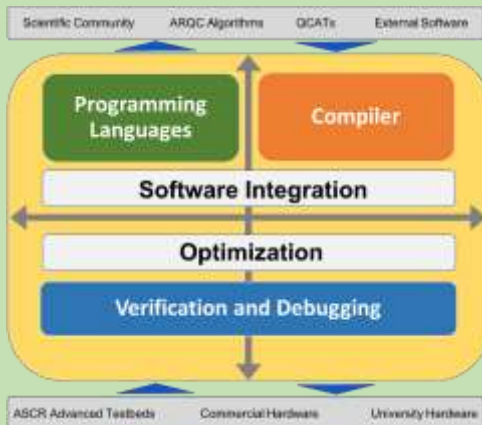 Scientific Community ARQC Algorithms QCATs External Software
Programming Languages
Compiler
Software Integration
Optimization
Verification and Debugging
ASCR Advanced Testbeds Commercial Hardware University Hardware